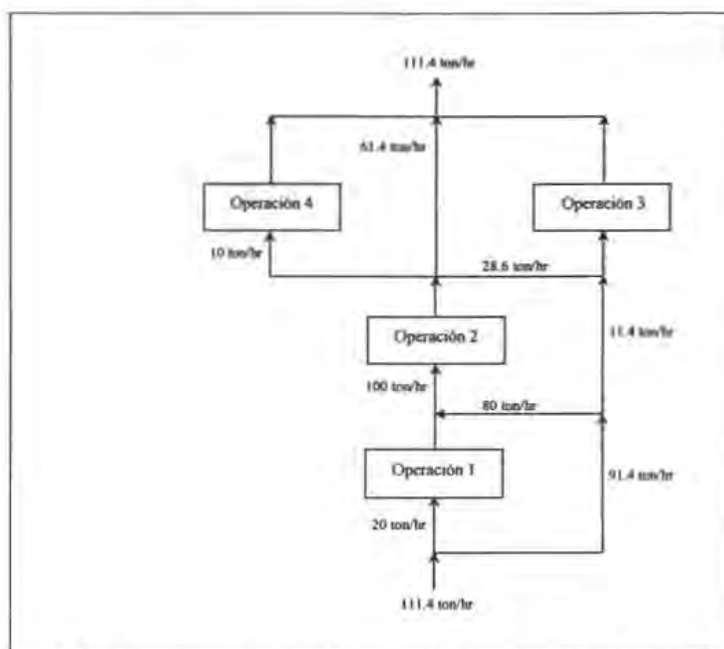 111.4 ton/hr
61.4 ton/hr
Operación 4
Operación 3
10 ton/hr
28.6 ton/hr
Operación 2
11.4 ton/hr
100 ton/hr
80 ton/hr
Operación 1
91.4 ton/hr
20 ton/hr
111.4 ton/hr